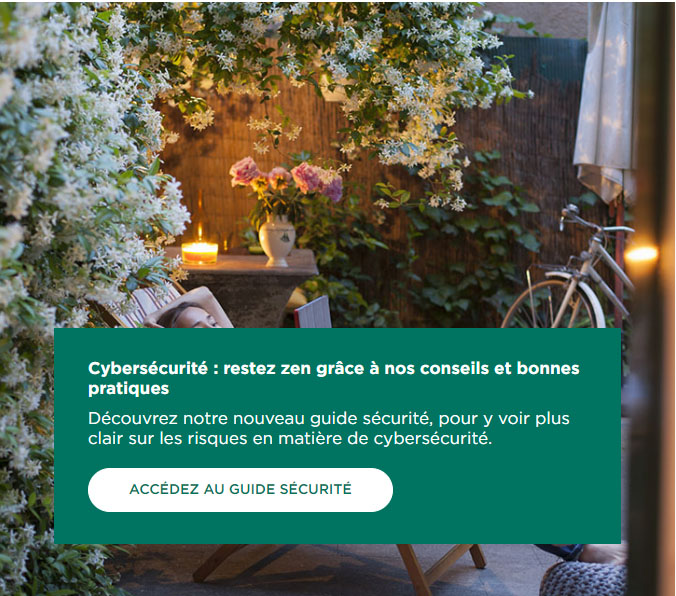 Cybersécurité : restez zen grâce à nos conseils et bonnes
pratiques
Découvrez notre nouveau guide sécurité, pour y voir plus
clair sur les risques en matière de cybersécurité.
ACCÉDEZ AU GUIDE SÉCURITÉ